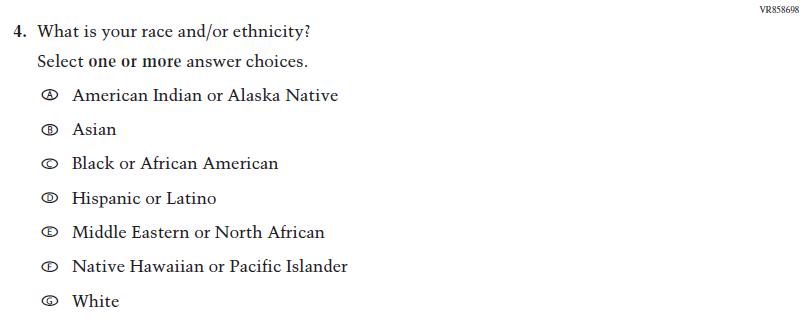 VR858698
4. What is your race and/or ethnicity?
Select one or more answer choices.
A American Indian or Alaska Native
B Asian
C Black or African American
D Hispanic or Latino
E Middle Eastern or North African
F Native Hawaiian or Pacific Islander
G White